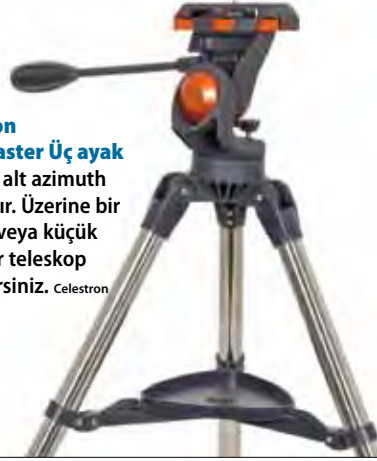 on
aster Üç ayak
alt azimuth
ır. Üzerine bir
veya küçük
r teleskop
rsiniz. Celestron